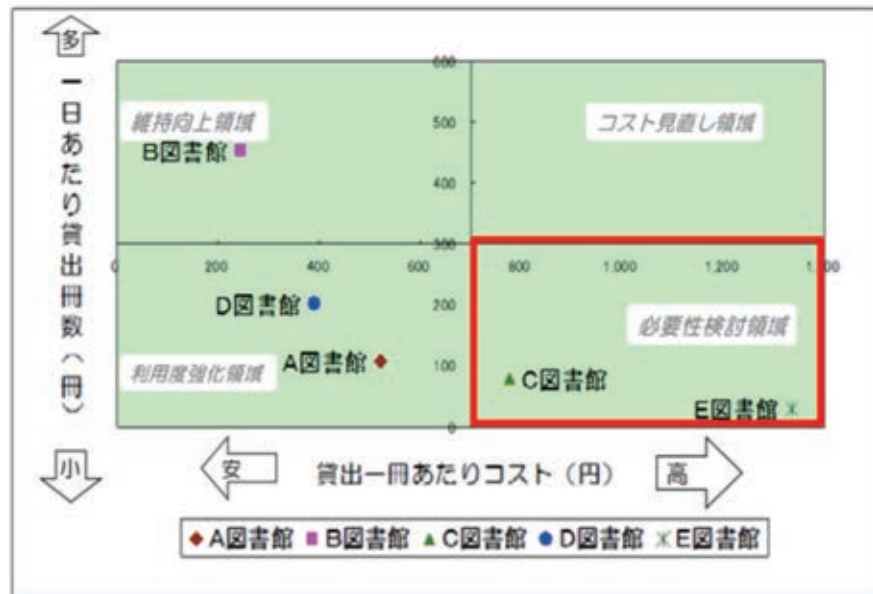 多
一日あたり貸出冊数(冊)
小
600
維持向上領域
コスト見直し領域
500
B図書館
400
300
0
200
400
600
800
1,000
1,200
D図書館
200
必要性検討領域
利用度強化領域
A図書館
100
C図書館
E図書館
0
安
貸出一冊あたりコスト(円)
高
A図書館 B図書館 C図書館 D図書館 E図書館